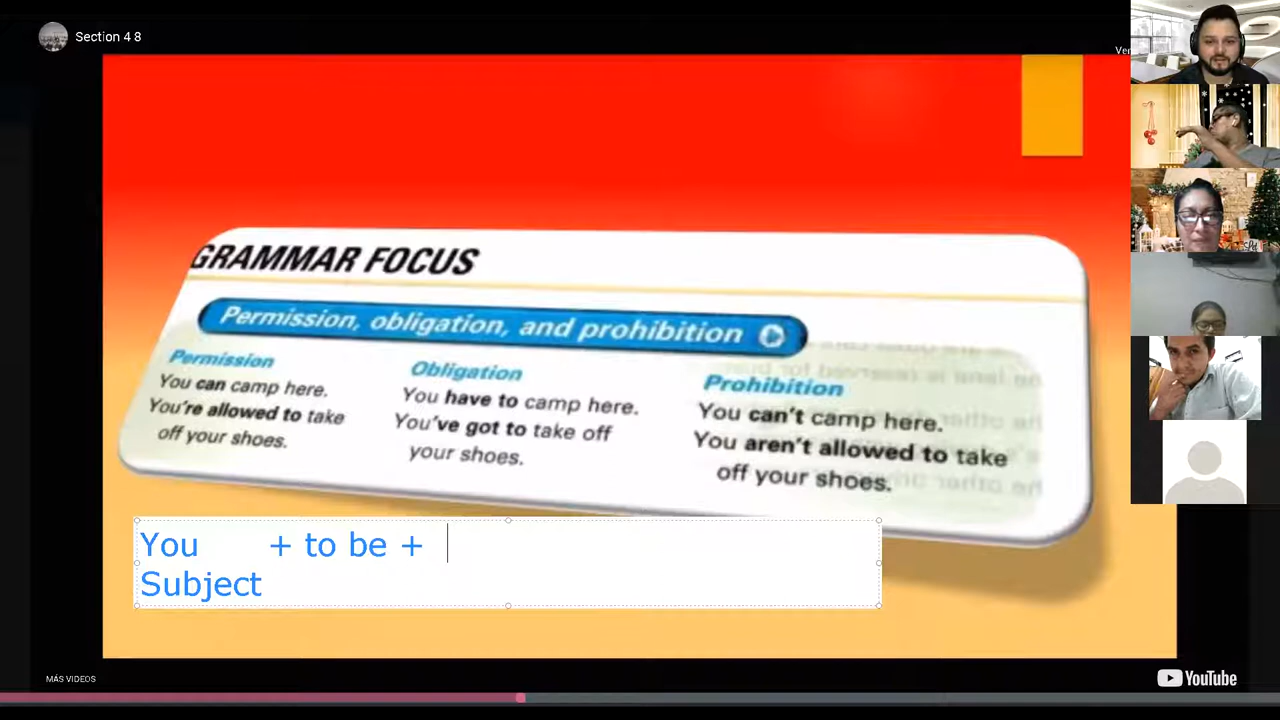 Section 4 8
GRAMMAR FOCUS
Permission, obligation, and prohibition
Permission
You can camp here.
You're allowed to take
off your shoes.
Obligation
You have to camp here.
You've got to take off
your shoes.
Prohibition
You can't camp here.
You aren't allowed to take
off your shoes.
You + to be +
Subject
MÁS VIDEOS
YouTube